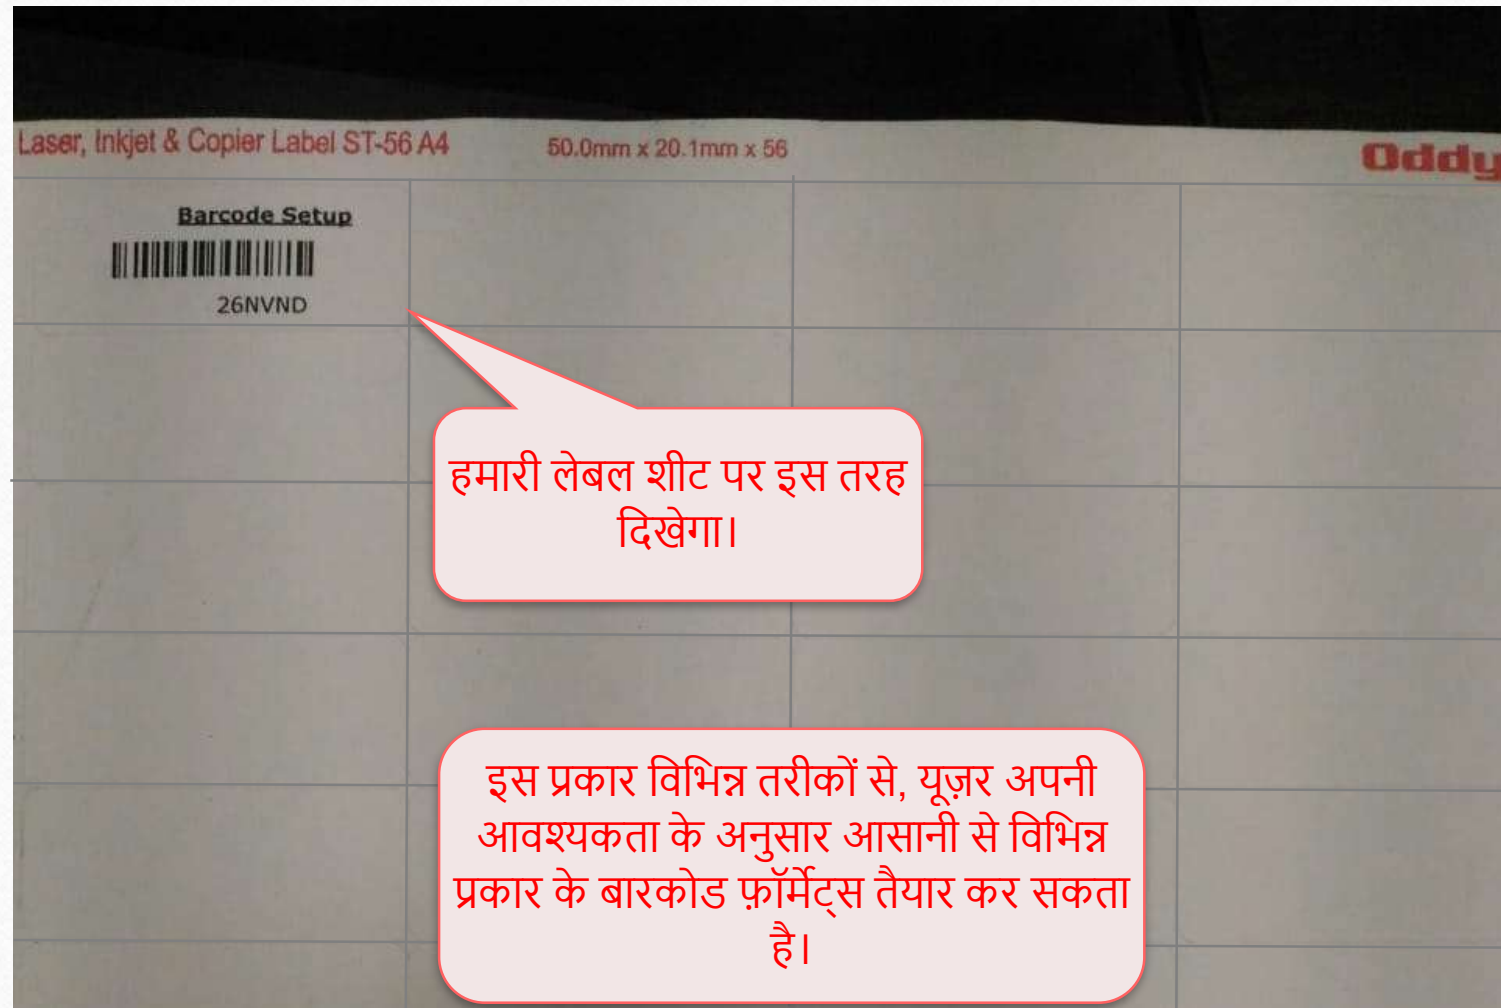 Laser, Inkjet & Copier Label ST-56 A4 50.0mm x 20.1mm x 56 Oddy
Barcode Setup
26NVND
हमारी लेबल शीट पर इस तरह
दिखेगा।
इस प्रकार विभिन्न तरीकों से, यूज़र अपनी
आवश्यकता के अनुसार आसानी से विभिन्न
प्रकार के बारकोड फ़ॉर्मेट्स तैयार कर सकता
है।